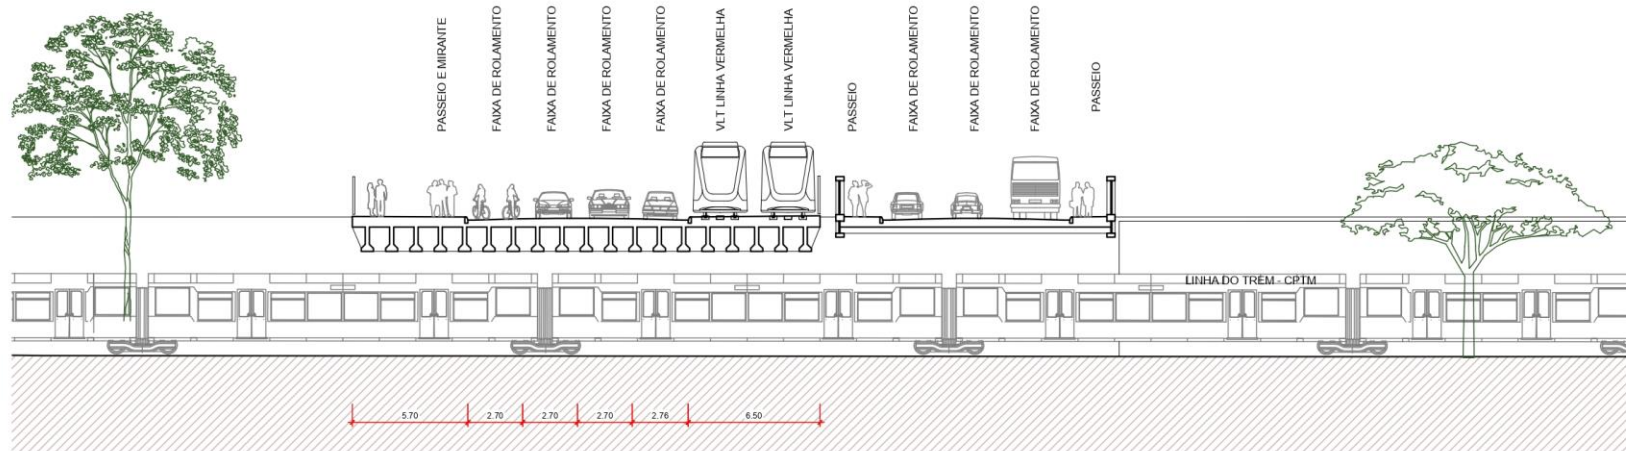 PASSEIO E MIRANTE
FAIXA DE ROLAMENTO
FAIXA DE ROLAMENTO
FAIXA DE ROLAMENTO
FAIXA DE ROLAMENTO
VLT LINHA VERMELHA
VLT LINHA VERMELHA
PASSEIO
FAIXA DE ROLAMENTO
FAIXA DE ROLAMENTO
FAIXA DE ROLAMENTO
PASSEIO
LINHA DO TREM - CPTM
5.70
2.70
2.70
2.70
2.76
6.50